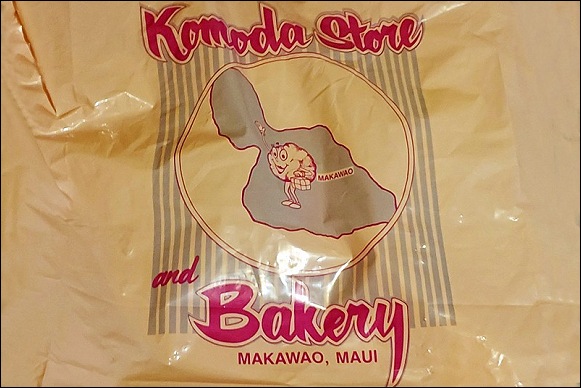 Komoda Store
MAKAWAO
and
Bakery
MAKAWAO, MAUI